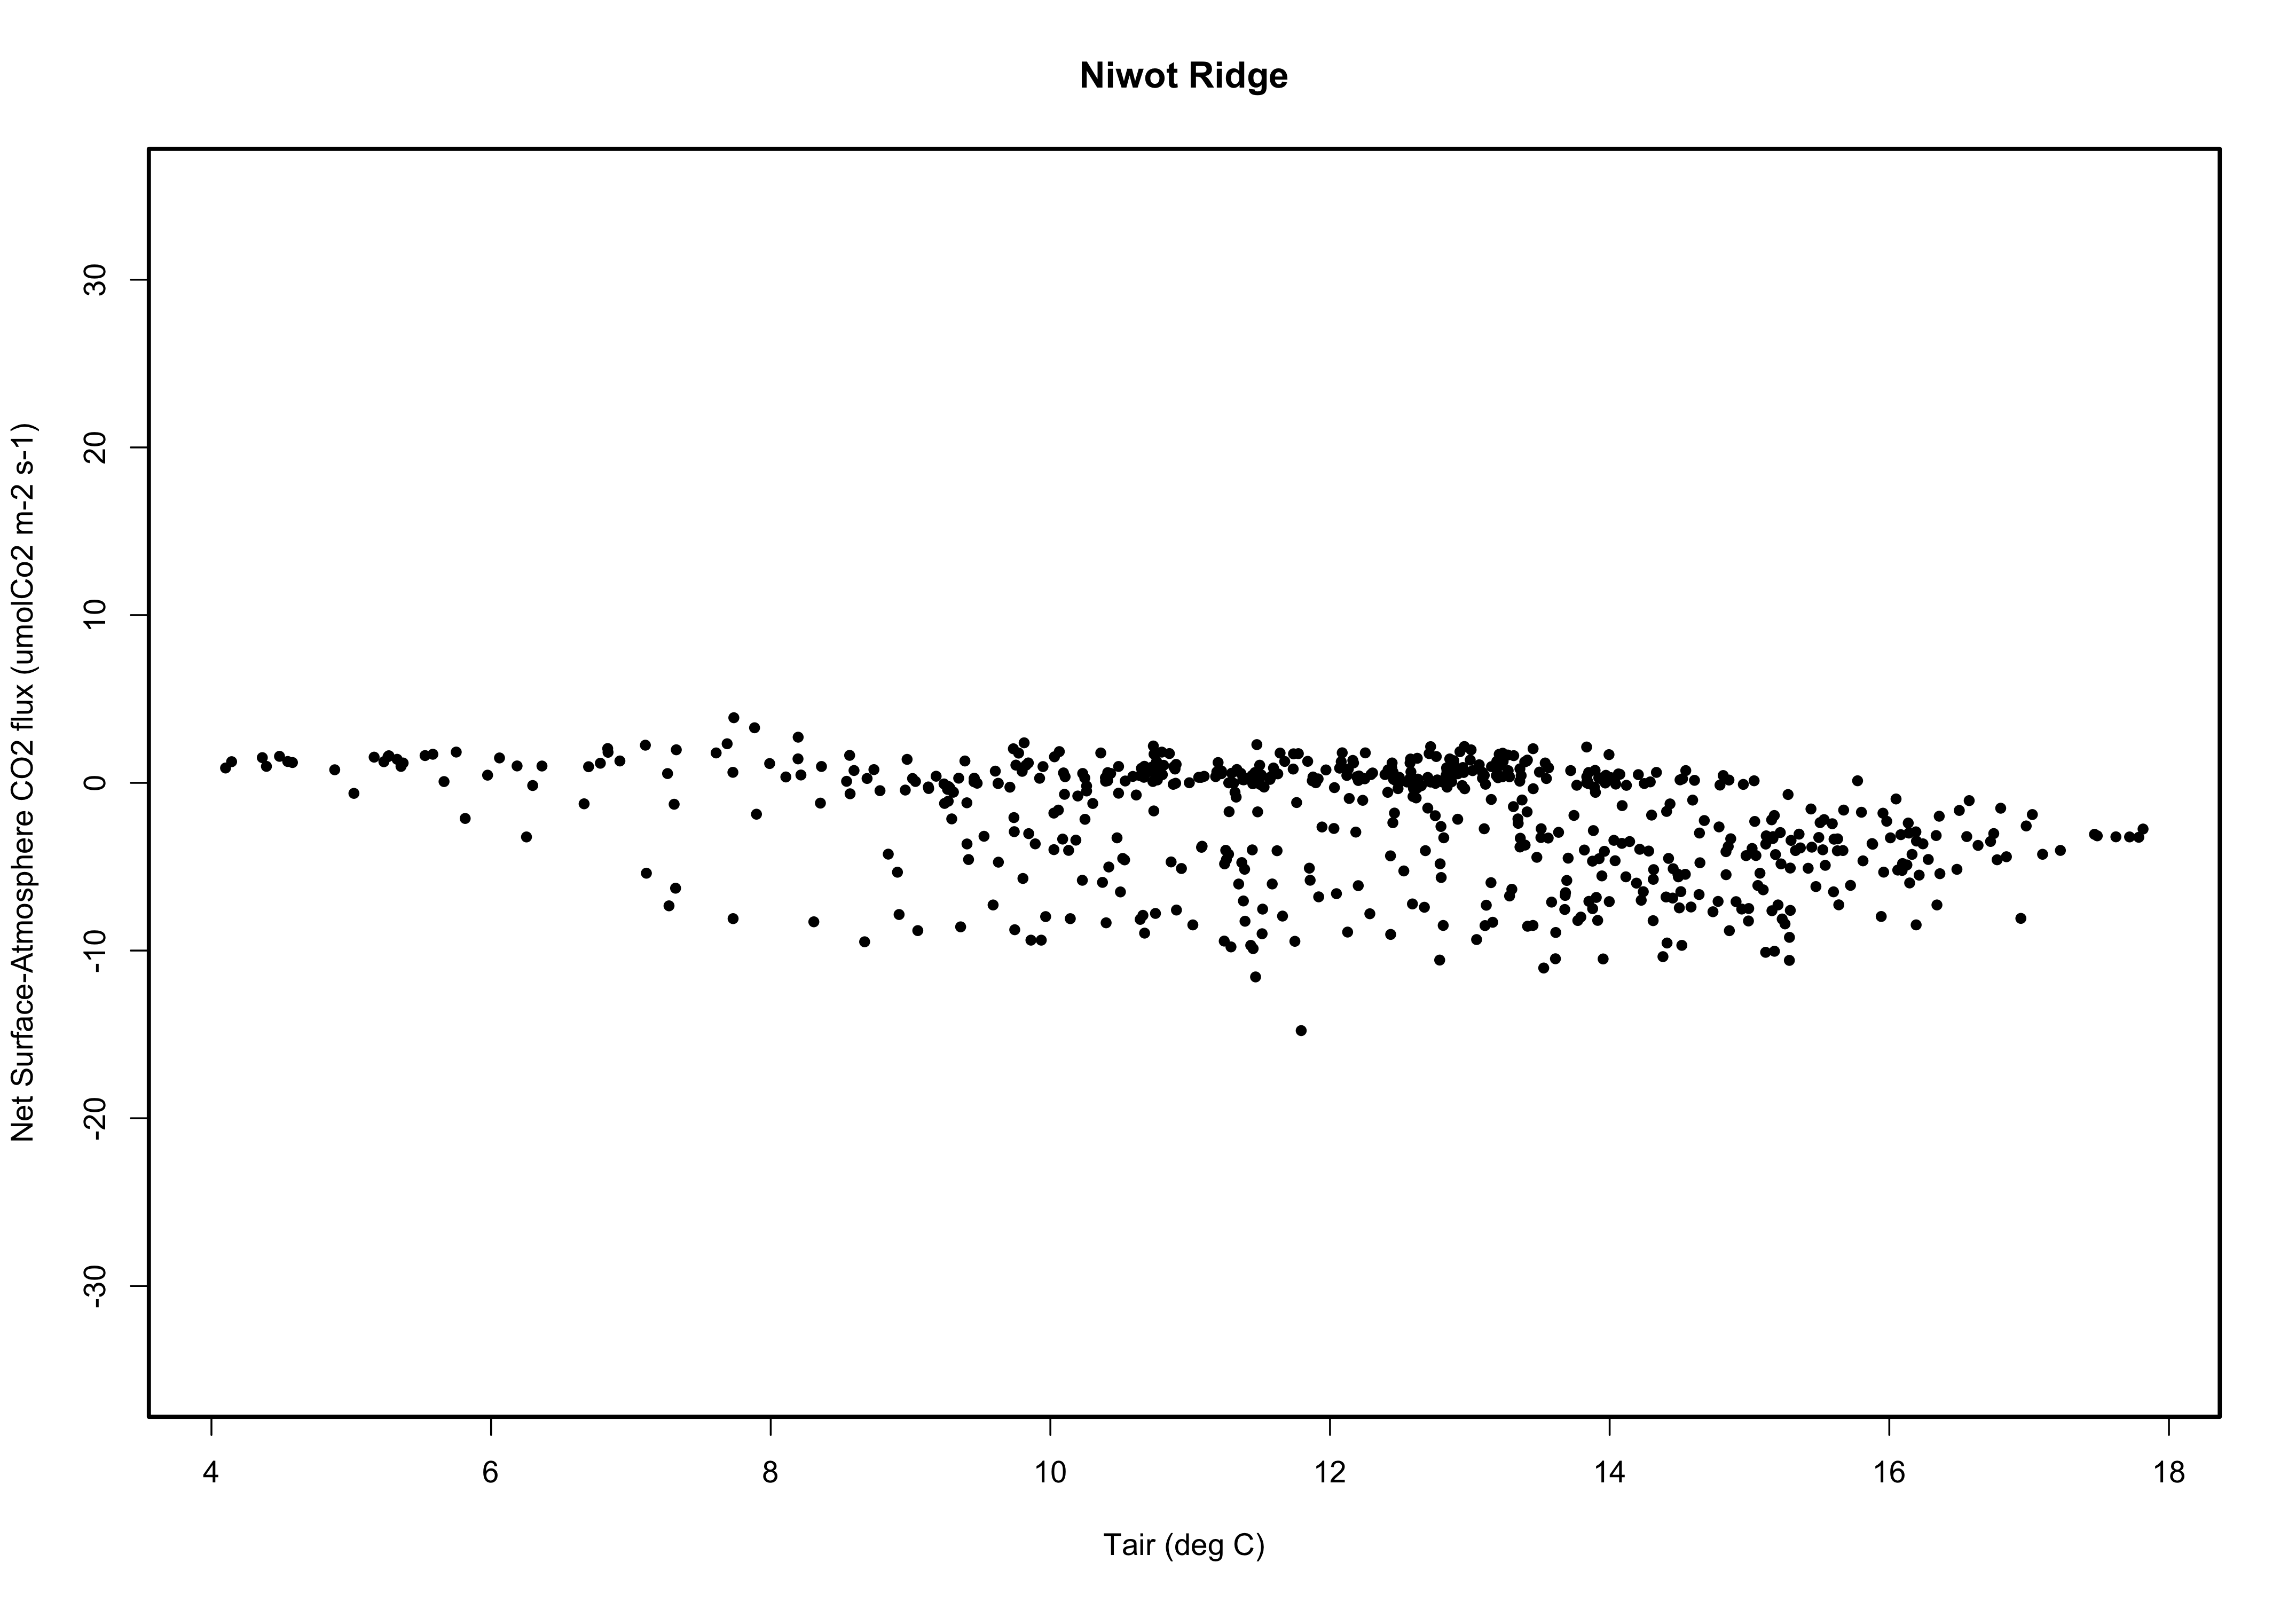 Niwot Ridge
Net Surface-Atmosphere CO2 flux (umolCo2 m-2 s-1)
30
20
10
0
-10
-20
-30
4 6 8 10 12 14 16 18
Tair (deg C)